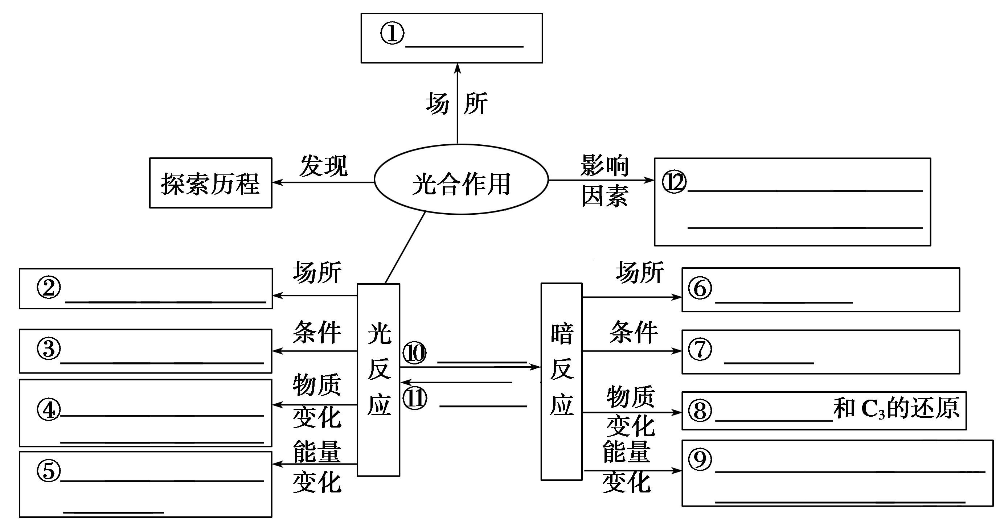 ①
场 所
发现
探索历程
光合作用
影响
因素
⑫
场所
②
条件
③
物质
变化
④
能量
变化
⑤
光反应
⑩
⑪
暗反应
场所
⑥
条件
⑦
物质
变化
⑧ 和 C₃的还原
能量
变化
⑨